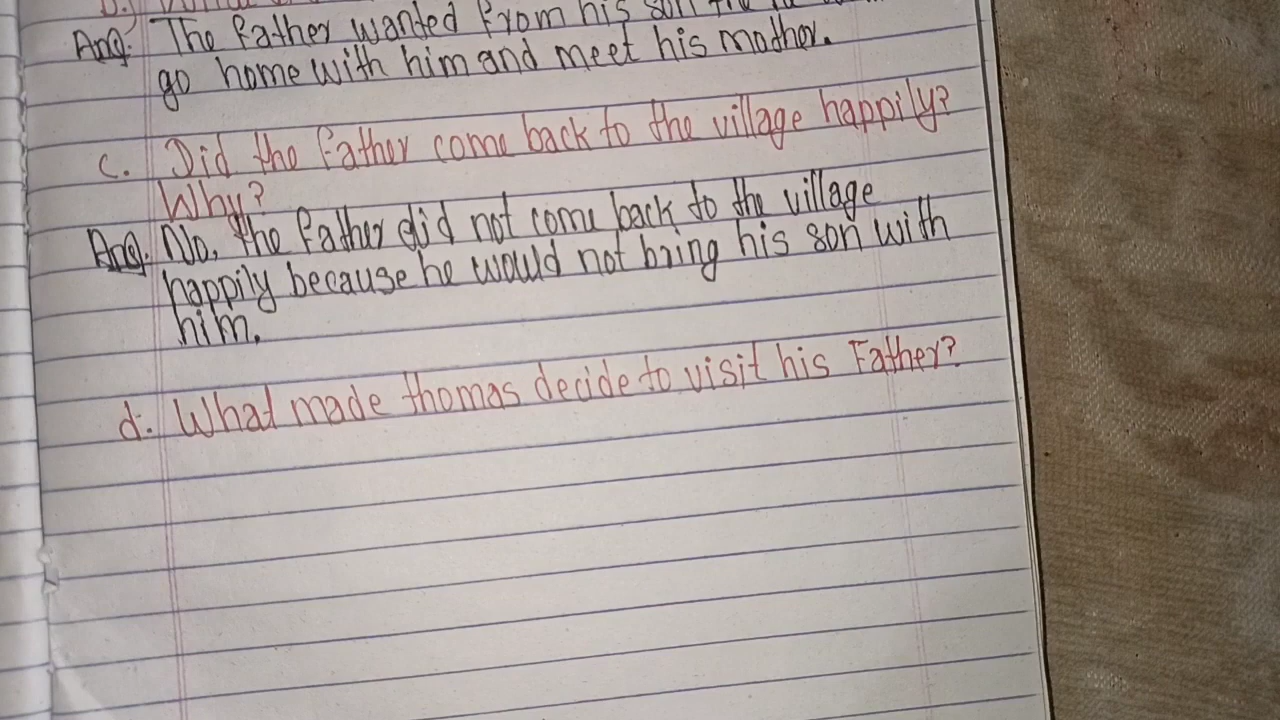 Ans: The father wanted from his son
go home with him and meet his mother.
c. Did the father come back to the village happily?
Why?
Ans. No, the father did not come back to the village
happily because he would not bring his son with
him.
d. What made thomas decide to visit his Father?